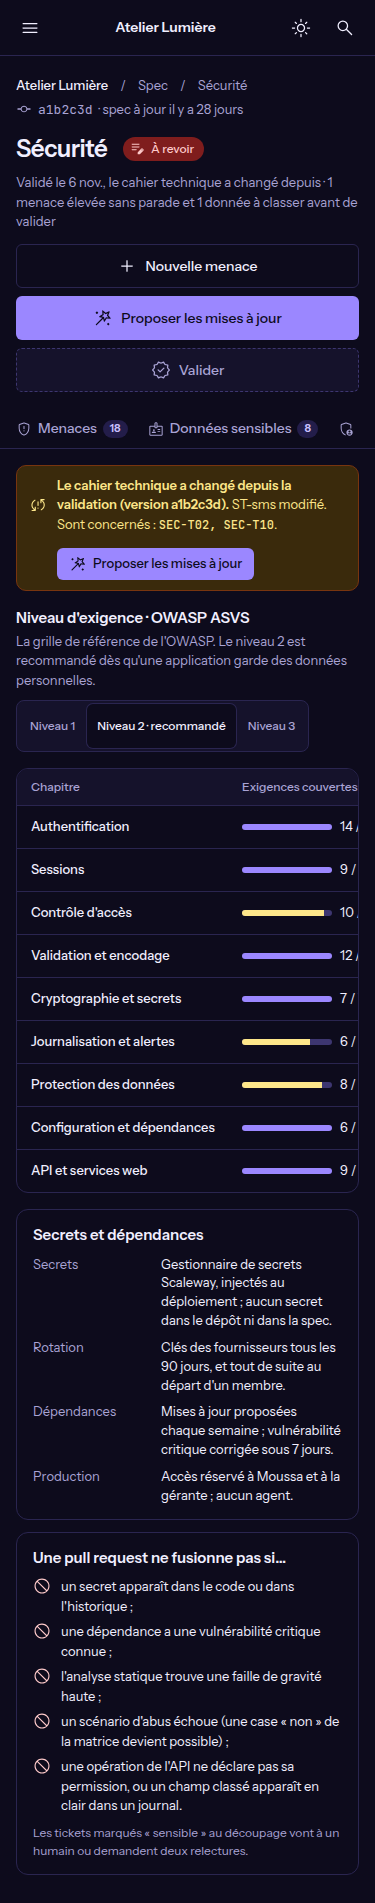 Atelier Lumière
Atelier Lumière / Spec / Sécurité
a1b2c3d · spec à jour il y a 28 jours
Sécurité
À revoir
Validé le 6 nov., le cahier technique a changé depuis · 1
menace élevée sans parade et 1 donnée à classer avant de
valider
Nouvelle menace
Proposer les mises à jour
Valider
Menaces 18 Données sensibles 8
Le cahier technique a changé depuis la
validation (version a1b2c3d). ST-sms modifié.
Sont concernés : SEC-T02, SEC-T10.
Proposer les mises à jour
Niveau d'exigence · OWASP ASVS
La grille de référence de l'OWASP. Le niveau 2 est
recommandé dès qu'une application garde des données
personnelles.
Niveau 1 Niveau 2 · recommandé Niveau 3
Chapitre Exigences couvertes
Authentification 14 /
Sessions 9 /
Contrôle d'accès 10 /
Validation et encodage 12 /
Cryptographie et secrets 7 /
Journalisation et alertes 6 /
Protection des données 8 /
Configuration et dépendances 6 /
API et services web 9 /
Secrets et dépendances
Secrets Gestionnaire de secrets
Scaleway, injectés au
déploiement ; aucun secret
dans le dépôt ni dans la spec.
Rotation Clés des fournisseurs tous les
90 jours, et tout de suite au
départ d'un membre.
Dépendances Mises à jour proposées
chaque semaine ; vulnérabilité
critique corrigée sous 7 jours.
Production Accès réservé à Moussa et à la
gérante ; aucun agent.
Une pull request ne fusionne pas si…
un secret apparaît dans le code ou dans
l'historique ;
une dépendance a une vulnérabilité critique
connue ;
l'analyse statique trouve une faille de gravité
haute ;
un scénario d'abus échoue (une case « non » de
la matrice devient possible) ;
une opération de l'API ne déclare pas sa
permission, ou un champ classé apparaît en
clair dans un journal.
Les tickets marqués « sensible » au découpage vont à un
humain ou demandent deux relectures.